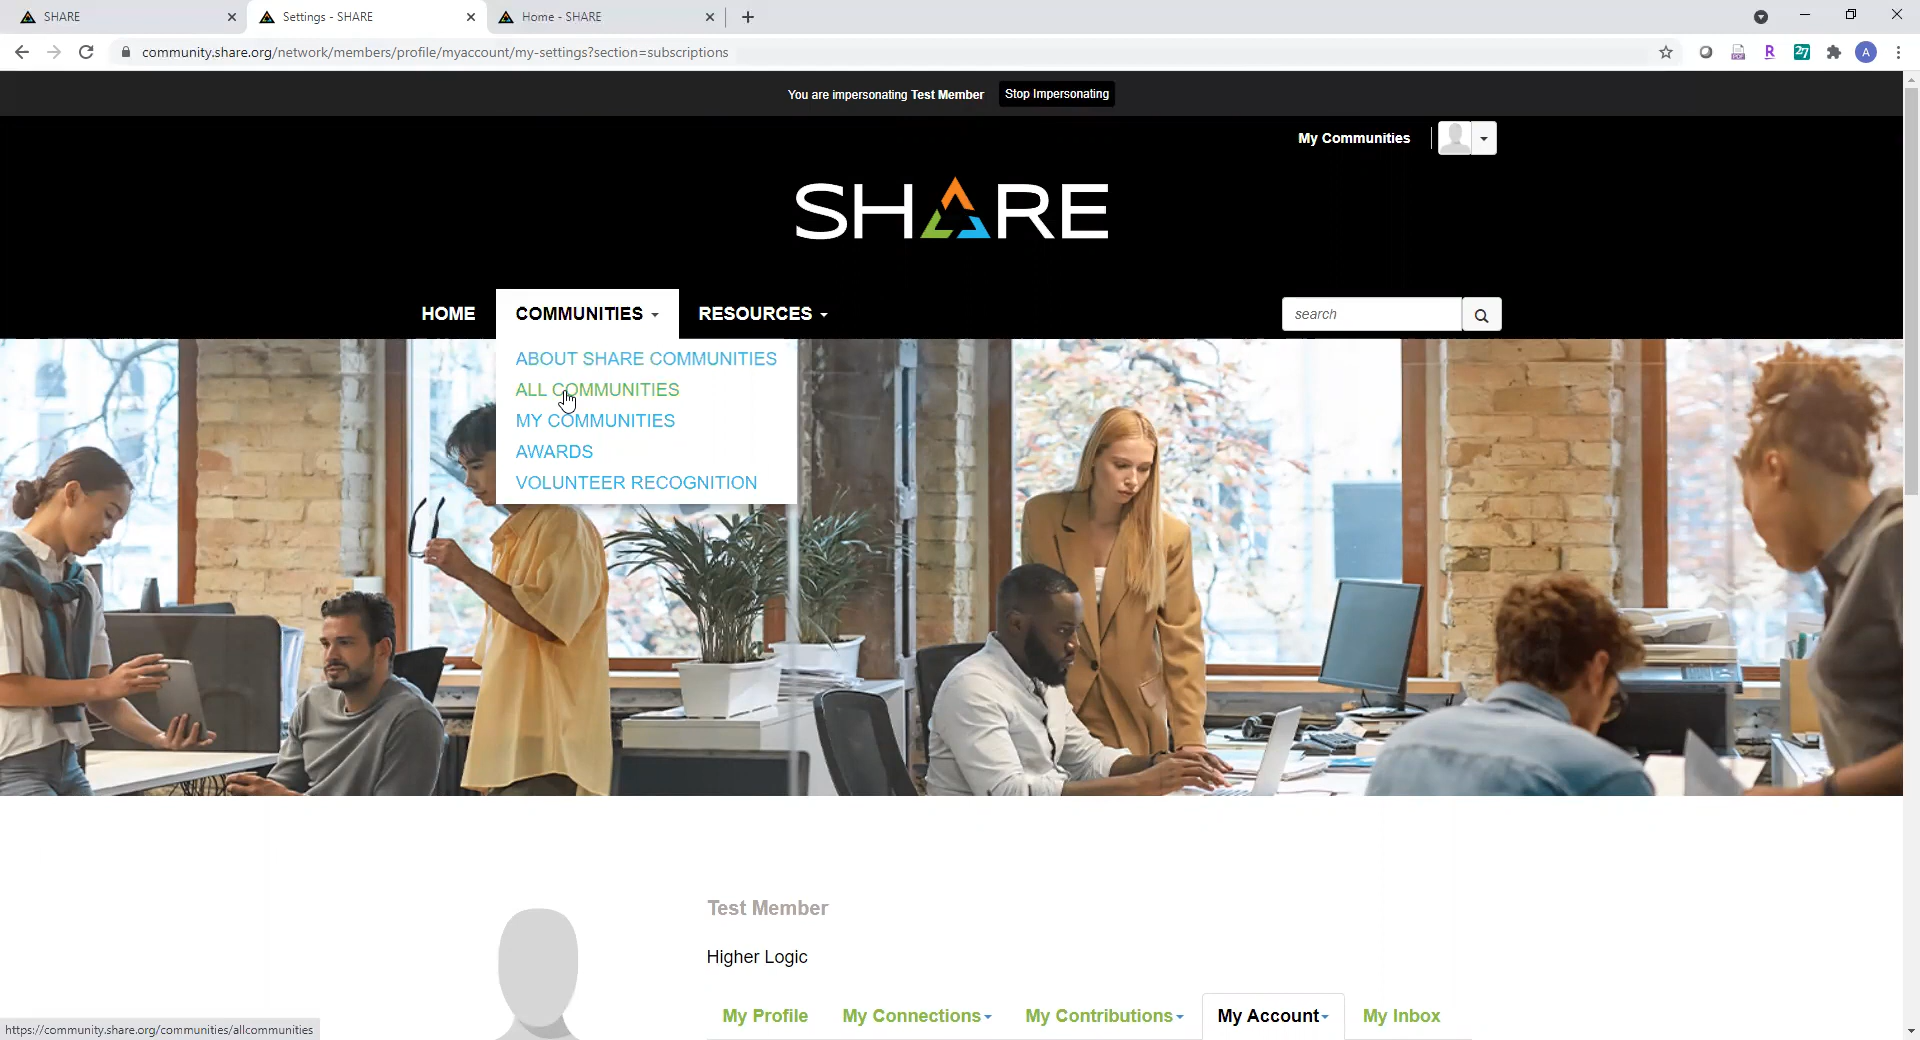 SHARE
Settings - SHARE
Home - SHARE
community.share.org/network/members/profile/myaccount/my-settings?section=subscriptions
PDF
R
27
A
You are impersonating Test Member
Stop Impersonating
My Communities
SHARE
HOME
COMMUNITIES
RESOURCES
search
ABOUT SHARE COMMUNITIES
ALL COMMUNITIES
MY COMMUNITIES
AWARDS
VOLUNTEER RECOGNITION
Test Member
Higher Logic
My Profile
My Connections
My Contributions
My Account
My Inbox
https://community.share.org/communities/allcommunities